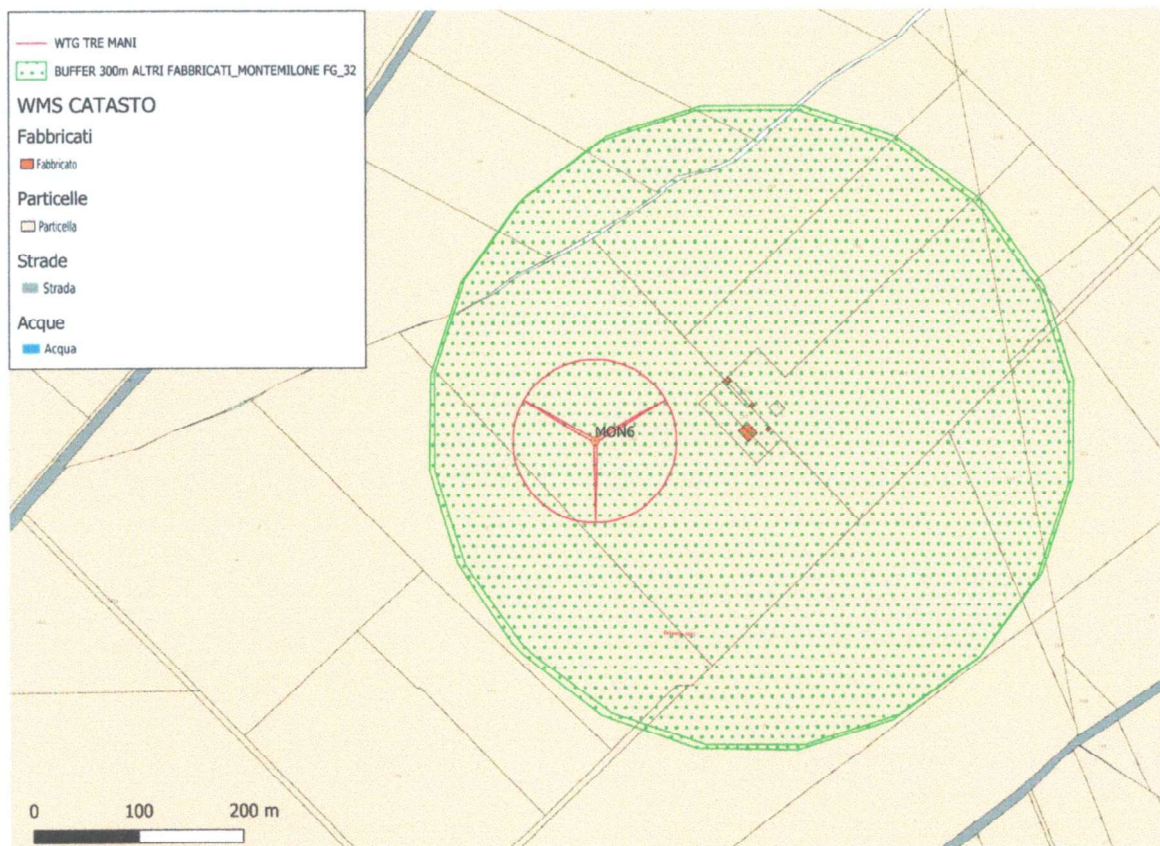 WTG TRE MANI
BUFFER 300m ALTRI FABBRICATI_MONTEMILONE FG_32
WMS CATASTO
Fabbricati
Fabbricato
Particelle
Particella
Strade
Strada
Acque
Acqua
MON6
0 100 200 m